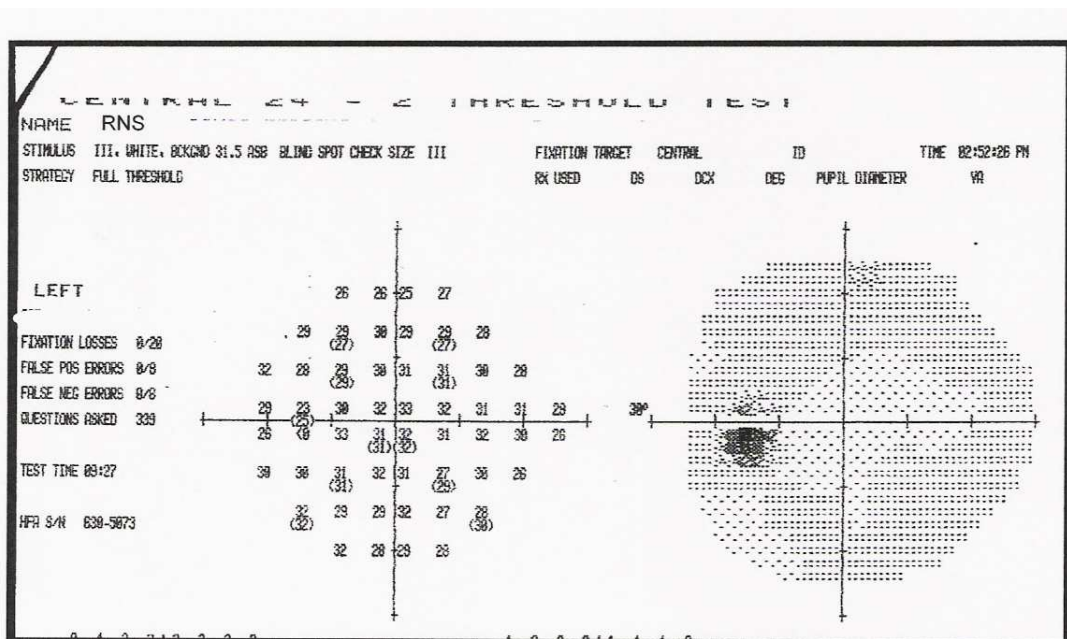 CENTRAL 24 - 2 THRESHOLD TEST
NAME RNS
STIMULUS III, WHITE, BCKGND 31.5 ASB BLIND SPOT CHECK SIZE III FIXATION TARGET CENTRAL ID TIME 02:52:26 PM
STRATEGY FULL THRESHOLD RX USED DS DCX DEG PUPIL DIAMETER VA
LEFT
26 26 25 27
29 29 30 29 29 28
(27) (27)
FIXATION LOSSES 0/20
FALSE POS ERRORS 0/8
32 28 29 30 31 31 30 28
(29) (31)
FALSE NEG ERRORS 0/8
29 23 30 32 33 32 31 31 29 30°
(25)
QUESTIONS ASKED 339
26 <0 33 31 32 31 32 30 26
(31) (32)
TEST TIME 09:27
30 30 31 32 31 27 30 26
(31) (29)
32 29 29 32 27 28
(32) (30)
HFA S/N 630-5073
32 28 29 28